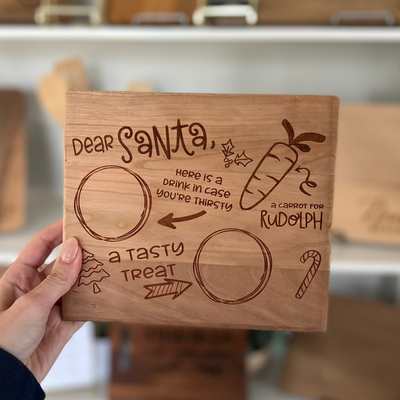 DEAR SANTA,
HERE IS A
DRINK IN CASE
YOU'RE THIRSTY
A CARROT FOR
RUDOLPH
A TASTY
TREAT